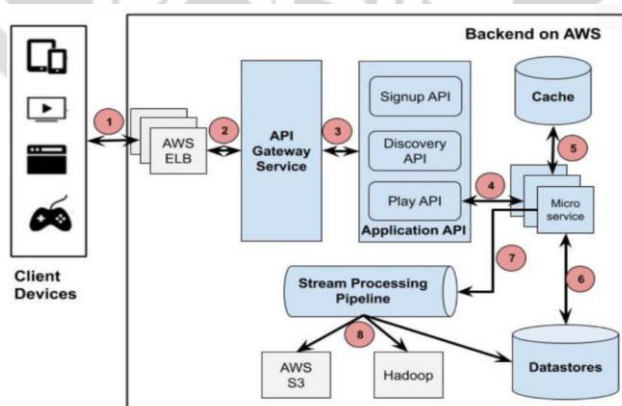 Backend on AWS
Client
Devices
1
AWS
ELB
2
API
Gateway
Service
3
Signup API
Discovery
API
Play API
Application API
4
Cache
5
Micro
service
6
7
Stream Processing
Pipeline
8
AWS
S3
Hadoop
Datastores